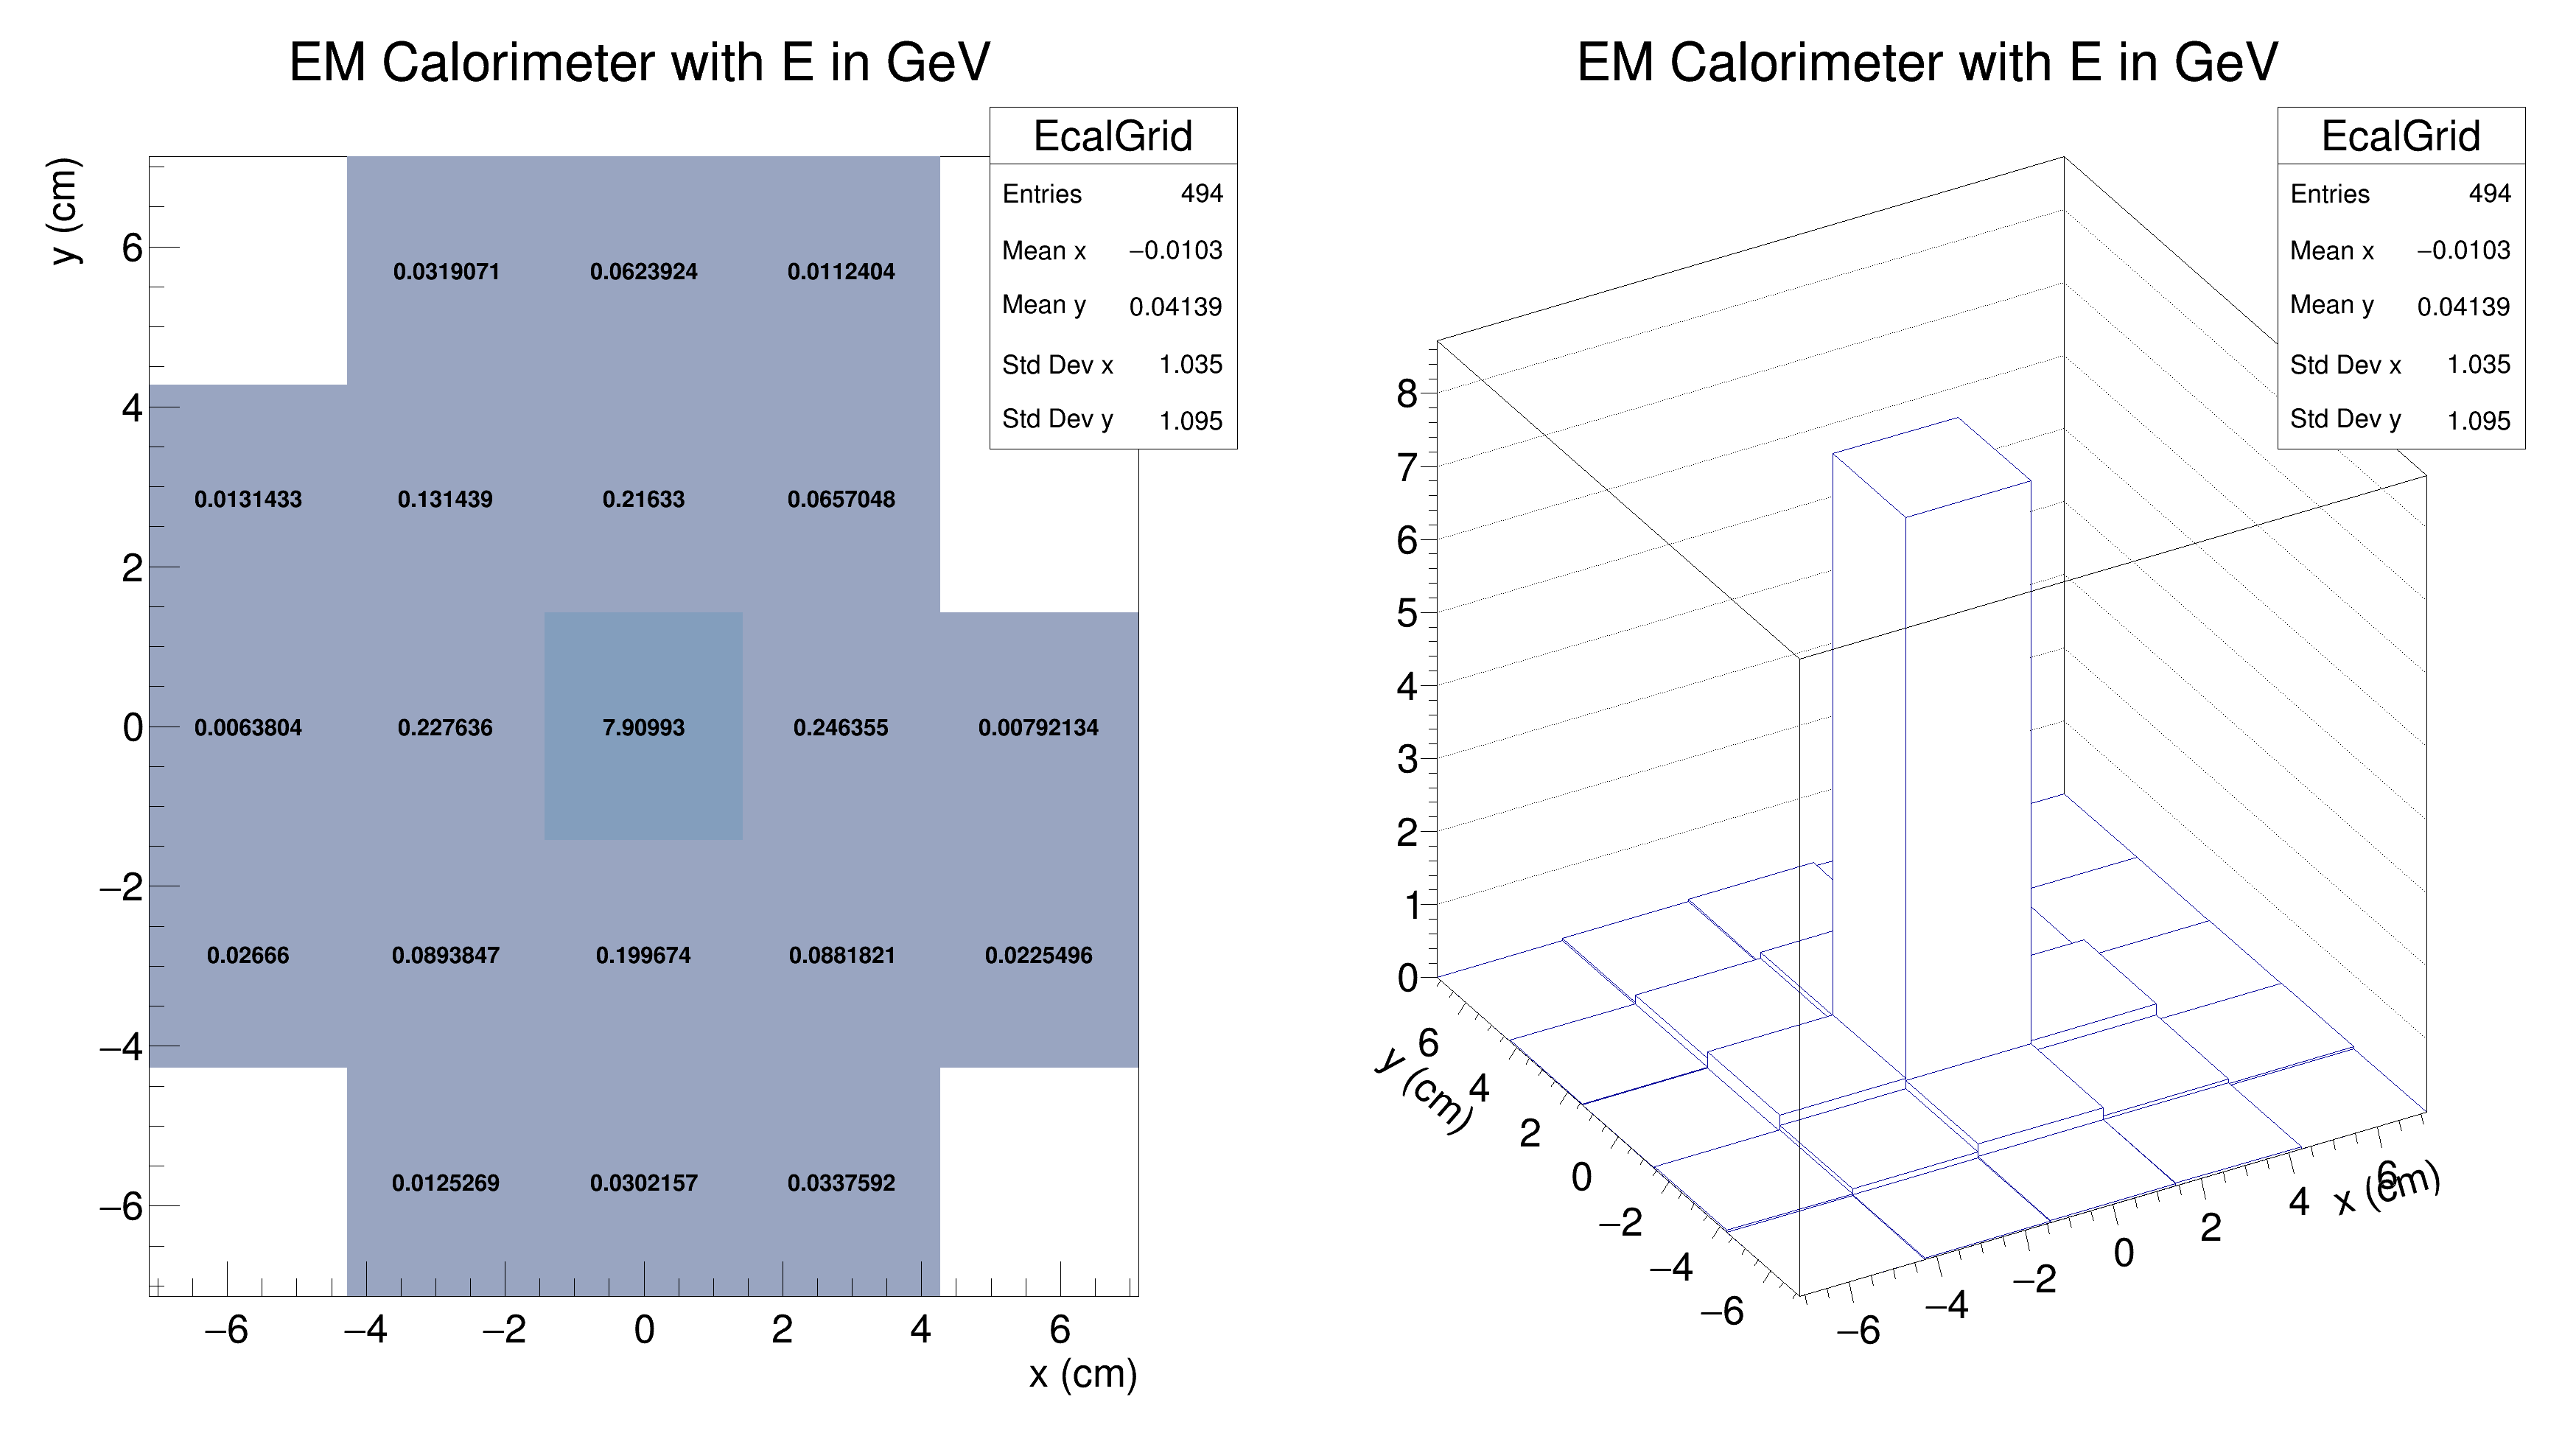 EM Calorimeter with E in GeV
EcalGrid
Entries 494
Mean x −0.0103
Mean y 0.04139
Std Dev x 1.035
Std Dev y 1.095
y (cm)
6
4
2
0
−2
−4
−6
0.0319071 0.0623924 0.0112404
0.0131433 0.131439 0.21633 0.0657048
0.0063804 0.227636 7.90993 0.246355 0.00792134
0.02666 0.0893847 0.199674 0.0881821 0.0225496
0.0125269 0.0302157 0.0337592
−6 −4 −2 0 2 4 6
x (cm)
EM Calorimeter with E in GeV
EcalGrid
Entries 494
Mean x −0.0103
Mean y 0.04139
Std Dev x 1.035
Std Dev y 1.095
8
7
6
5
4
3
2
1
0
6
4
2
0
−2
−4
−6
y (cm)
−6
−4
−2
0
2
4
6
x (cm)